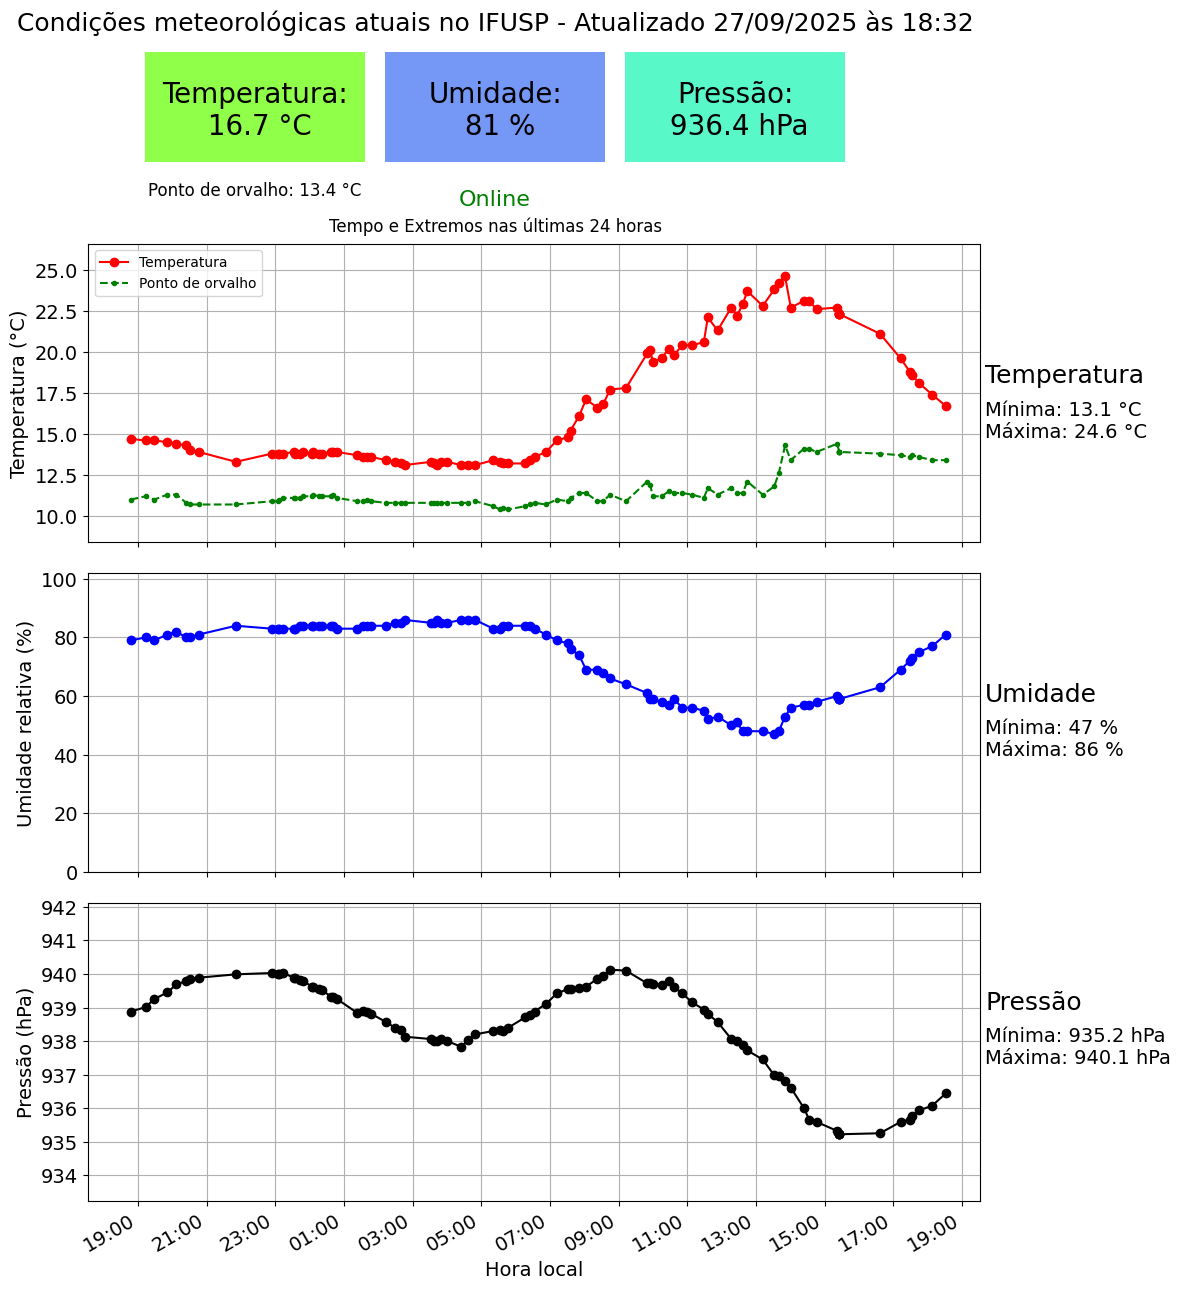 Condições meteorológicas atuais no IFUSP - Atualizado 27/09/2025 às 18:32
Temperatura:
16.7 °C
Umidade:
81 %
Pressão:
936.4 hPa
Ponto de orvalho: 13.4 °C
Online
Tempo e Extremos nas últimas 24 horas
Temperatura
Ponto de orvalho
Temperatura (°C)
25.0
22.5
20.0
17.5
15.0
12.5
10.0
Temperatura
Mínima: 13.1 °C
Máxima: 24.6 °C
Umidade relativa (%)
100
80
60
40
20
0
Umidade
Mínima: 47 %
Máxima: 86 %
Pressão (hPa)
942
941
940
939
938
937
936
935
934
Pressão
Mínima: 935.2 hPa
Máxima: 940.1 hPa
19:00
21:00
23:00
01:00
03:00
05:00
07:00
09:00
11:00
13:00
15:00
17:00
19:00
Hora local